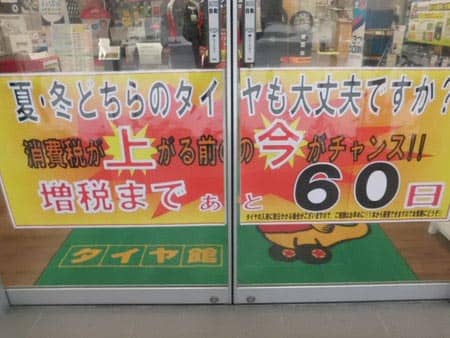 夏・冬どちらのタイヤも大丈夫ですか?
消費税が上がる前の今がチャンス!!
増税まであと60日
タイヤ館